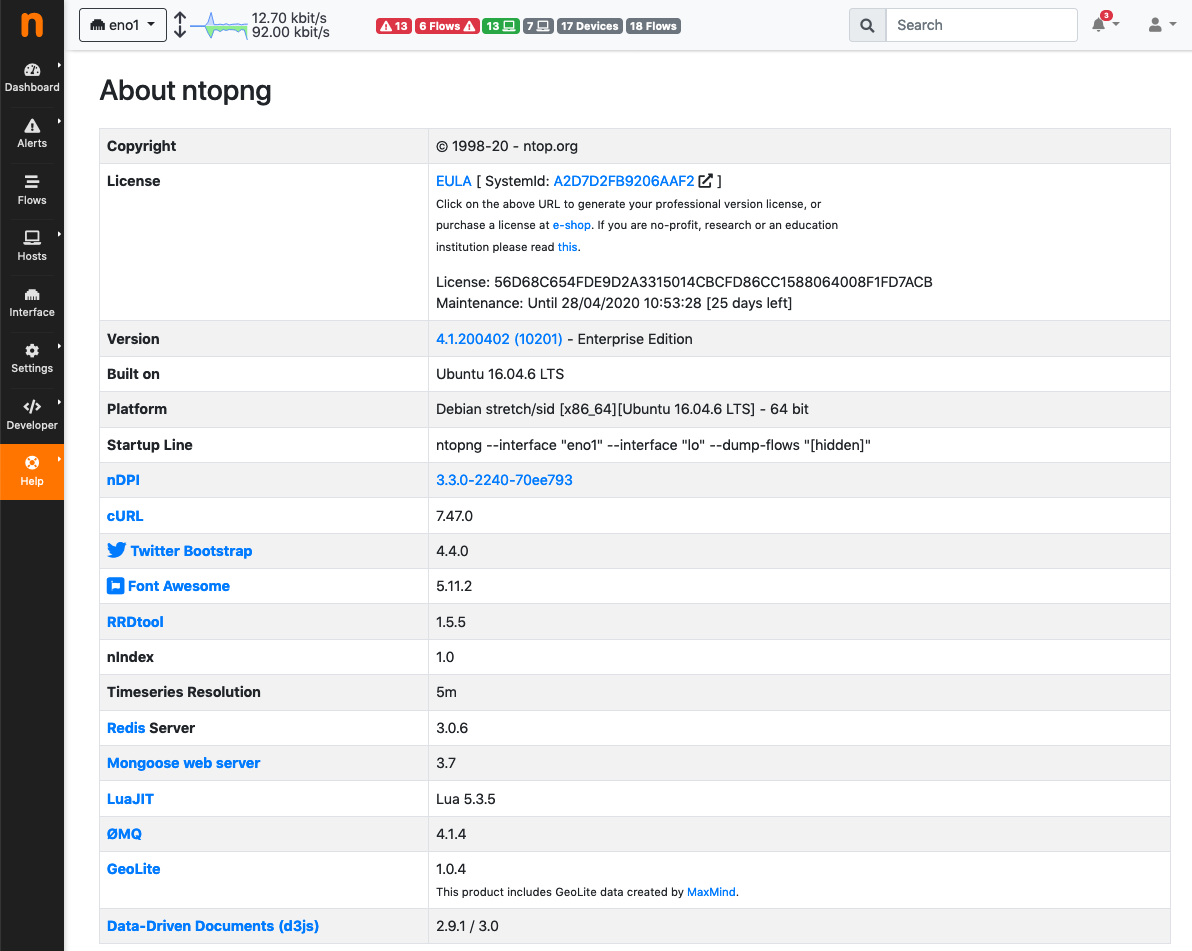 n
eno1
12.70 kbit/s
92.00 kbit/s
13
6 Flows
13
7
17 Devices
18 Flows
Search
3
Dashboard
Alerts
Flows
Hosts
Interface
Settings
Developer
Help
About ntopng
Copyright
© 1998-20 - ntop.org
License
EULA [ SystemId: A2D7D2FB9206AAF2 ]
Click on the above URL to generate your professional version license, or
purchase a license at e-shop. If you are no-profit, research or an education
institution please read this.
License: 56D68C654FDE9D2A3315014CBCFD86CC1588064008F1FD7ACB
Maintenance: Until 28/04/2020 10:53:28 [25 days left]
Version
4.1.200402 (10201) - Enterprise Edition
Built on
Ubuntu 16.04.6 LTS
Platform
Debian stretch/sid [x86_64][Ubuntu 16.04.6 LTS] - 64 bit
Startup Line
ntopng --interface "eno1" --interface "lo" --dump-flows "[hidden]"
nDPI
3.3.0-2240-70ee793
cURL
7.47.0
Twitter Bootstrap
4.4.0
Font Awesome
5.11.2
RRDtool
1.5.5
nIndex
1.0
Timeseries Resolution
5m
Redis Server
3.0.6
Mongoose web server
3.7
LuaJIT
Lua 5.3.5
ØMQ
4.1.4
GeoLite
1.0.4
This product includes GeoLite data created by MaxMind.
Data-Driven Documents (d3js)
2.9.1 / 3.0